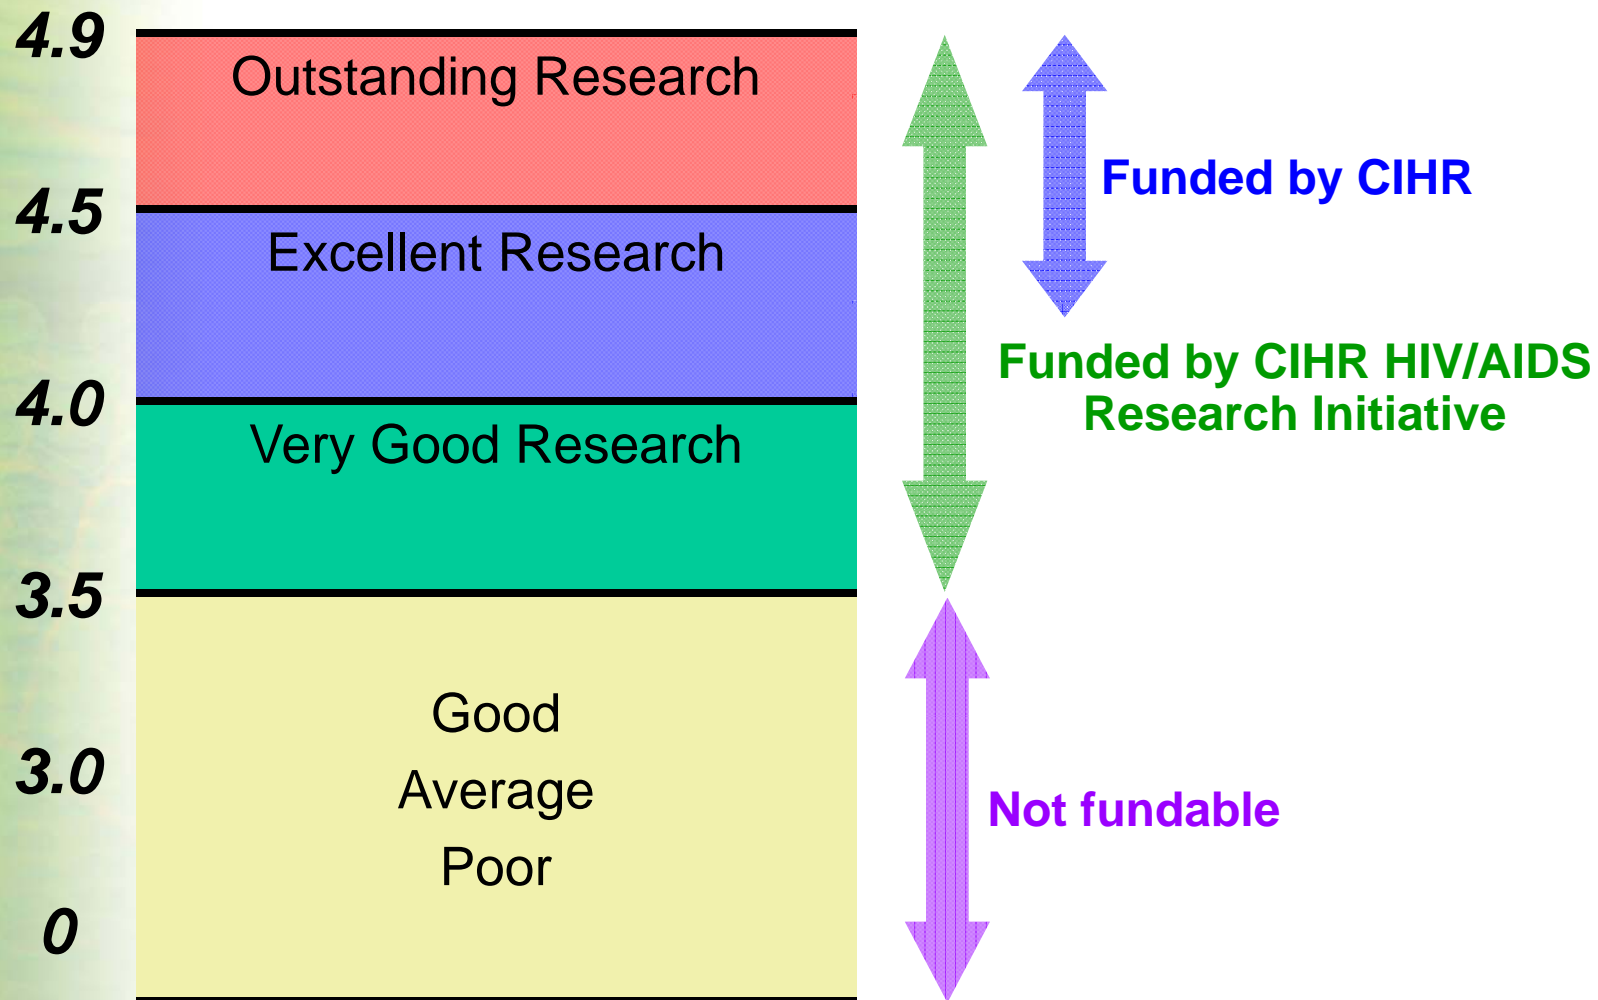 4.9
Outstanding Research
Funded by CIHR
4.5
Excellent Research
Funded by CIHR HIV/AIDS
Research Initiative
4.0
Very Good Research
3.5
Good
3.0
Average
Not fundable
Poor
0